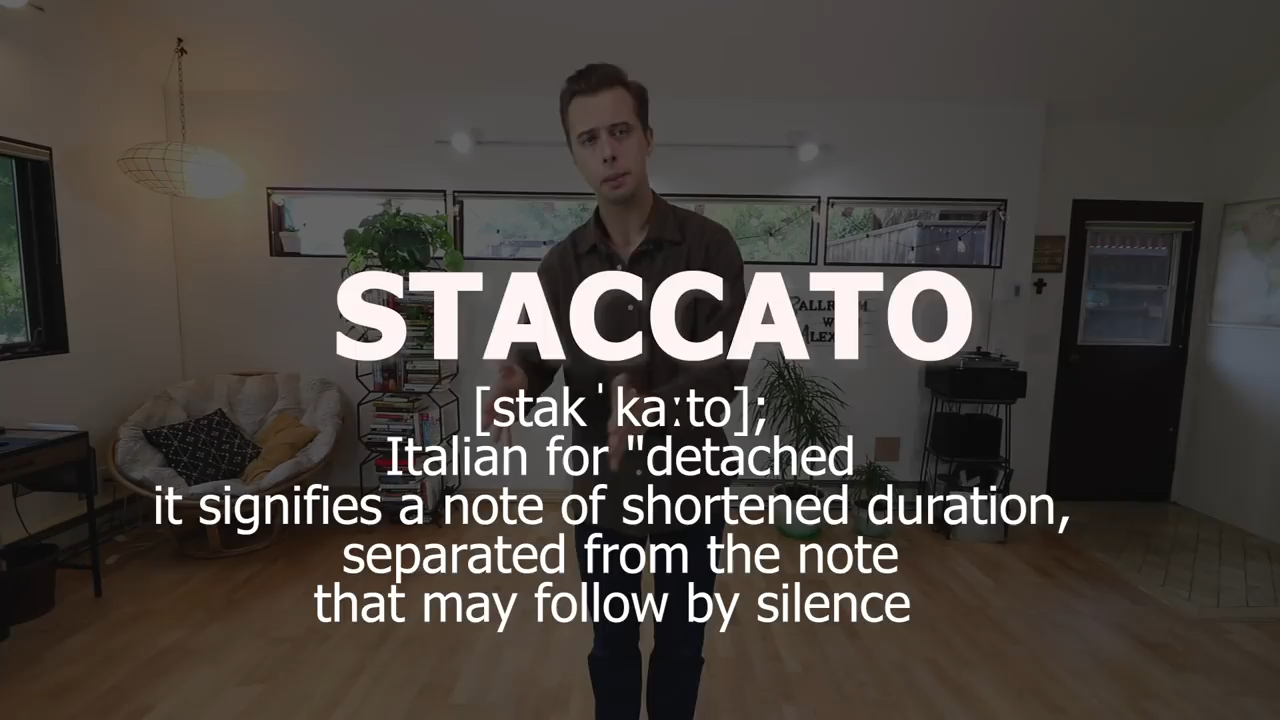 STACCATO
[stakˈkaːto];
Italian for "detached
it signifies a note of shortened duration,
separated from the note
that may follow by silence